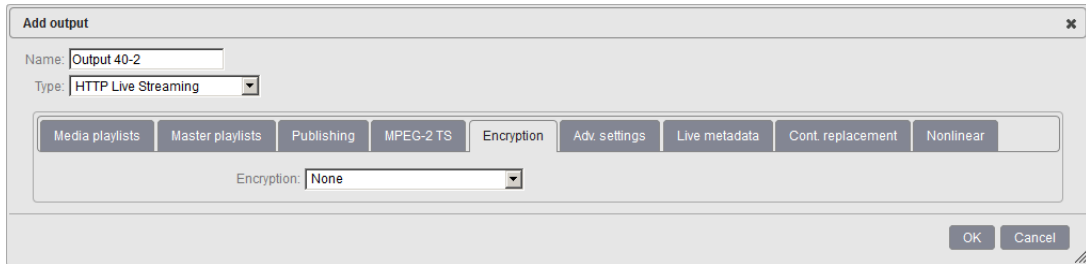 Add output
Name: Output 40-2
Type: HTTP Live Streaming
Media playlists Master playlists Publishing MPEG-2 TS Encryption Adv. settings Live metadata Cont. replacement Nonlinear
Encryption: None
OK Cancel